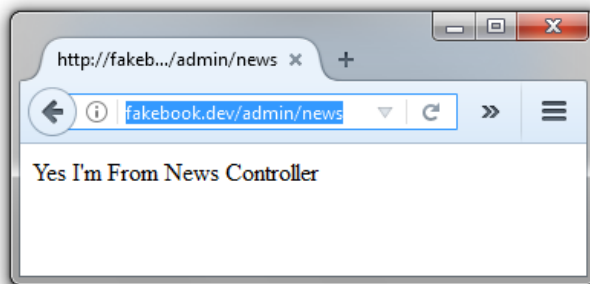 http://fakeb.../admin/news
fakebook.dev/admin/news
Yes I'm From News Controller